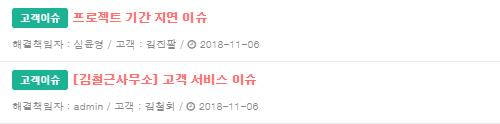 고객이슈 프로젝트 기간 지연 이슈
해결책임자 : 심윤영 / 고객 : 김진팔 / 2018-11-06
고객이슈 [김철근사무소] 고객 서비스 이슈
해결책임자 : admin / 고객 : 김철회 / 2018-11-06